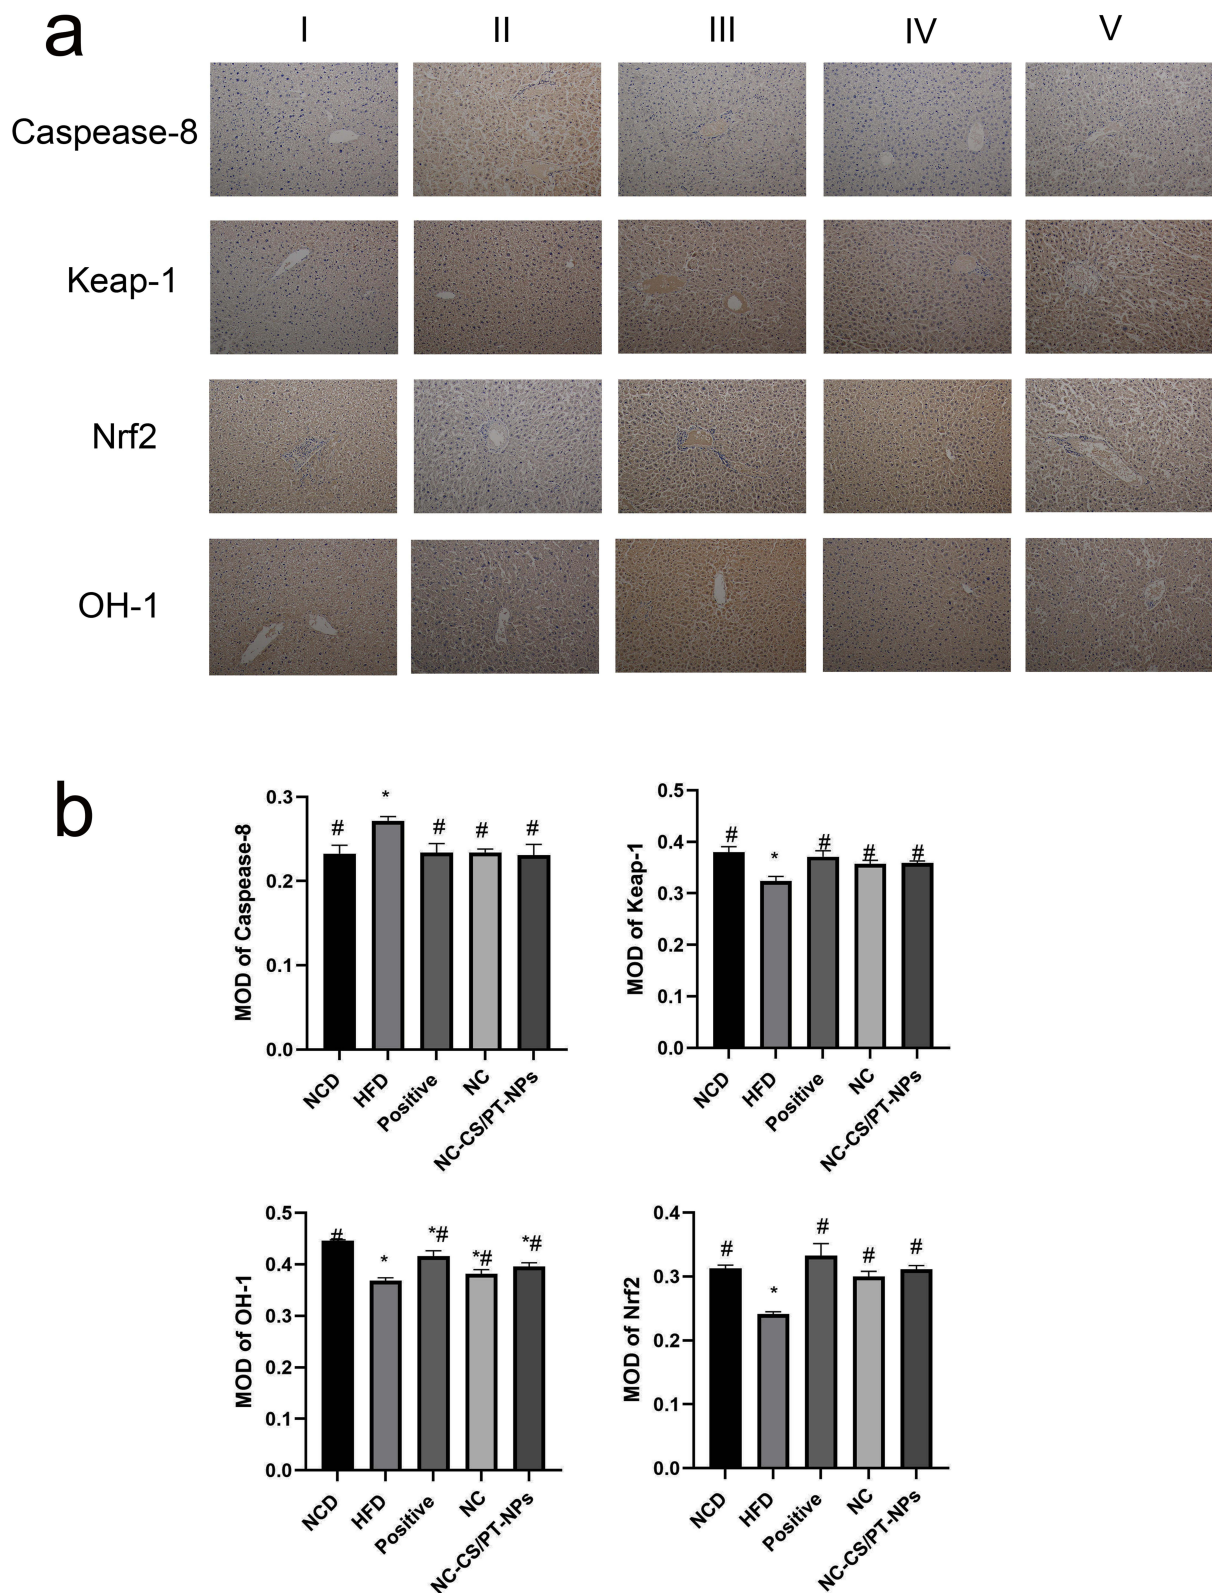 a
I II III IV V
Caspease-8
Keap-1
Nrf2
OH-1
b
MOD of Caspease-8
0.3
0.2
0.1
0.0
# * # # #
NCD HFD Positive NC NC-CS/PT-NPs
MOD of Keap-1
0.5
0.4
0.3
0.2
0.1
0.0
# * # # #
NCD HFD Positive NC NC-CS/PT-NPs
MOD of OH-1
0.5
0.4
0.3
0.2
0.1
0.0
# * *# *# *#
NCD HFD Positive NC NC-CS/PT-NPs
MOD of Nrf2
0.4
0.3
0.2
0.1
0.0
# * # # #
NCD HFD Positive NC NC-CS/PT-NPs